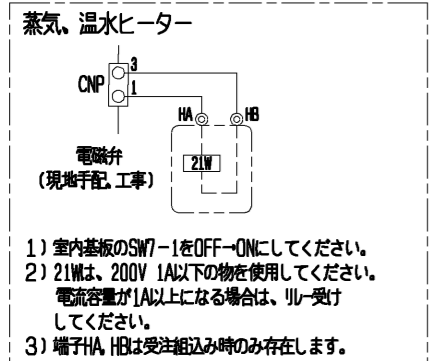 蒸気、温水ヒーター
3
CNP
1
HA
HB
21W
電磁弁
(現地手配、工事)
1)室内基板のSW7-1をOFF→ONにしてください。
2)21Wは、200V 1A以下の物を使用してください。
電流容量が1A以上になる場合は、リレー受け
してください。
3)端子HA,HBは受注組込み時のみ存在します。